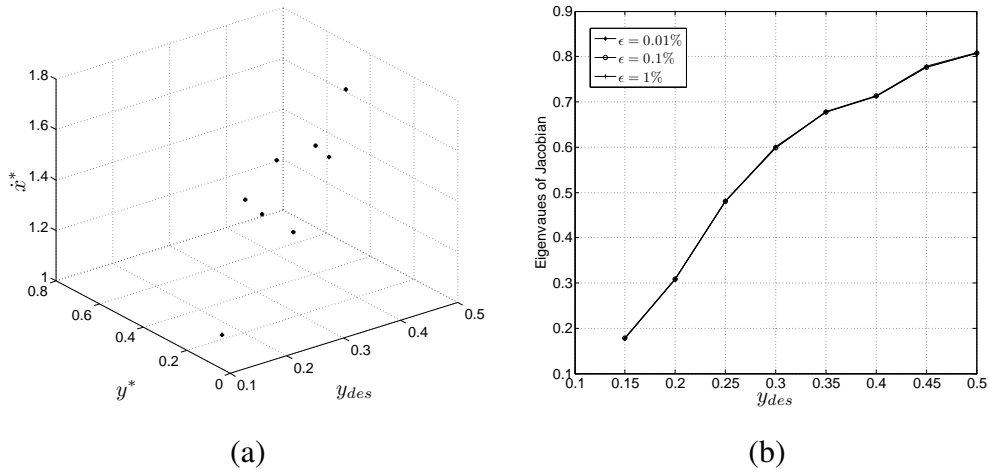 1.8
1.6
1.4
1.2
1
ẋ*
0.8
0.6
0.4
0.2
0
y*
0.1
0.2
0.3
0.4
0.5
y_des
(a)
0.9
0.8
0.7
0.6
0.5
0.4
0.3
0.2
0.1
Eigenvaues of Jacobian
ϵ = 0.01%
ϵ = 0.1%
ϵ = 1%
0.1 0.15 0.2 0.25 0.3 0.35 0.4 0.45 0.5
y_des
(b)